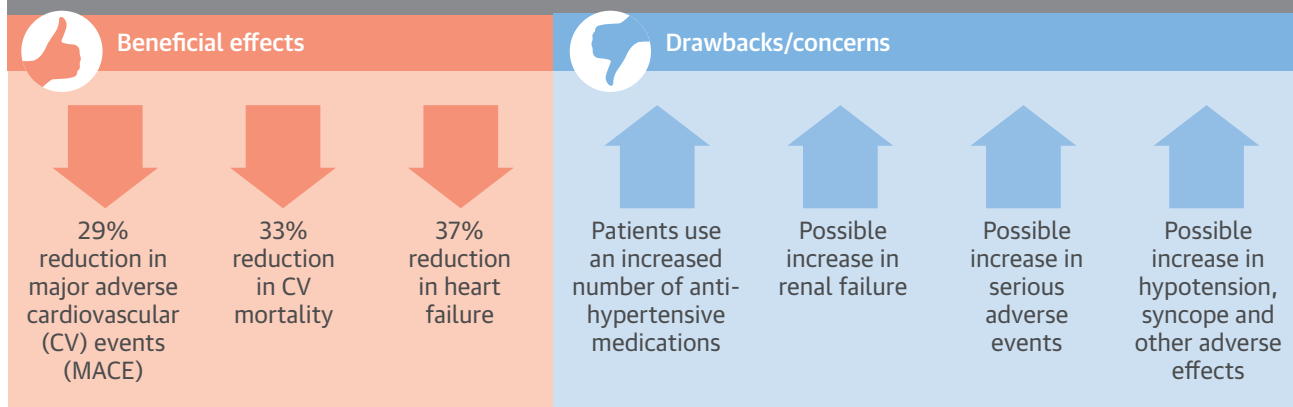 Beneficial effects
29%
reduction in
major adverse
cardiovascular
(CV) events
(MACE)
33%
reduction
in CV
mortality
37%
reduction
in heart
failure
Drawbacks/concerns
Patients use
an increased
number of anti-
hypertensive
medications
Possible
increase in
renal failure
Possible
increase in
serious
adverse
events
Possible
increase in
hypotension,
syncope and
other adverse
effects